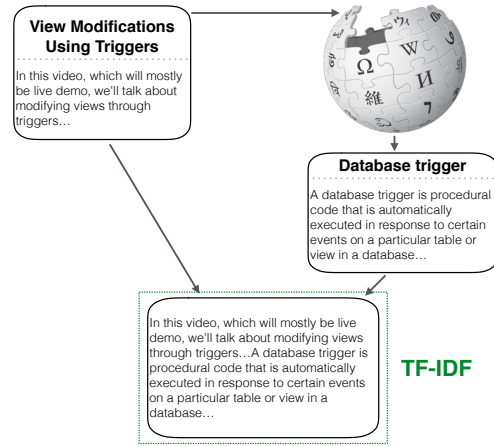 View Modifications
Using Triggers
In this video, which will mostly
be live demo, we'll talk about
modifying views through
triggers…
Ω
W
И
維
Database trigger
A database trigger is procedural
code that is automatically
executed in response to certain
events on a particular table or
view in a database…
In this video, which will mostly be live
demo, we'll talk about modifying views
through triggers…A database trigger is
procedural code that is automatically
executed in response to certain events
on a particular table or view in a
database…
TF-IDF